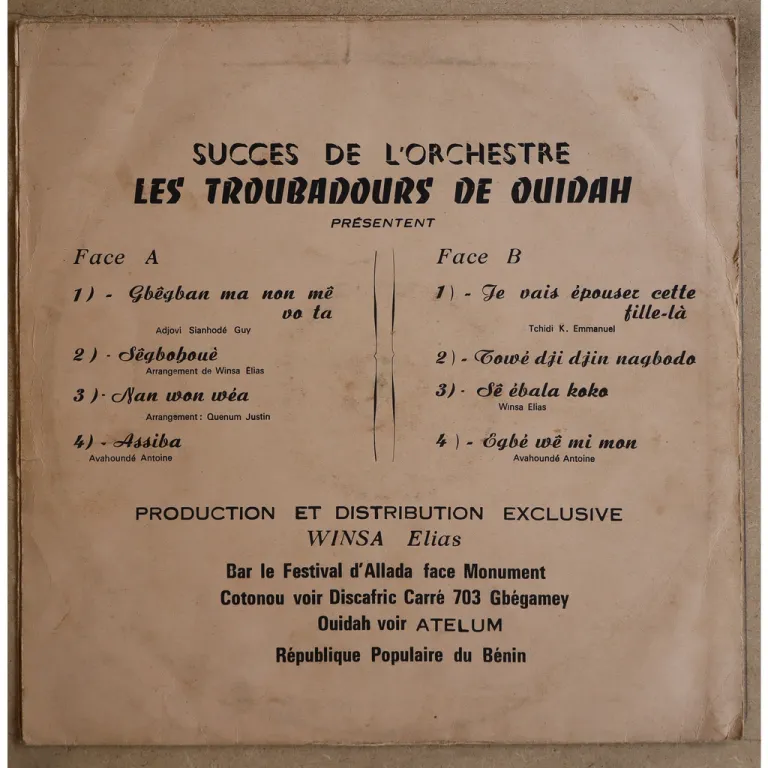 SUCCES DE L'ORCHESTRE
LES TROUBADOURS DE OUIDAH
PRÉSENTENT
Face A
1) - Gbêgban ma non mê
vo ta
Adjovi Sianhodé Guy
2) - Sêgbohouè
Arrangement de Winsa Élias
3) - Nan won wéa
Arrangement : Quenum Justin
4) - Assiba
Avahoundé Antoine
Face B
1) - Je vais épouser cette
fille-là
Tchidi K. Emmanuel
2) - Towé dji djin nagbodo
3) - Sê ébala koko
Winsa Elias
4) - Egbé wê mi mon
Avahoundé Antoine
PRODUCTION ET DISTRIBUTION EXCLUSIVE
WINSA Elias
Bar le Festival d'Allada face Monument
Cotonou voir Discafric Carré 703 Gbégamey
Ouidah voir ATELUM
République Populaire du Bénin